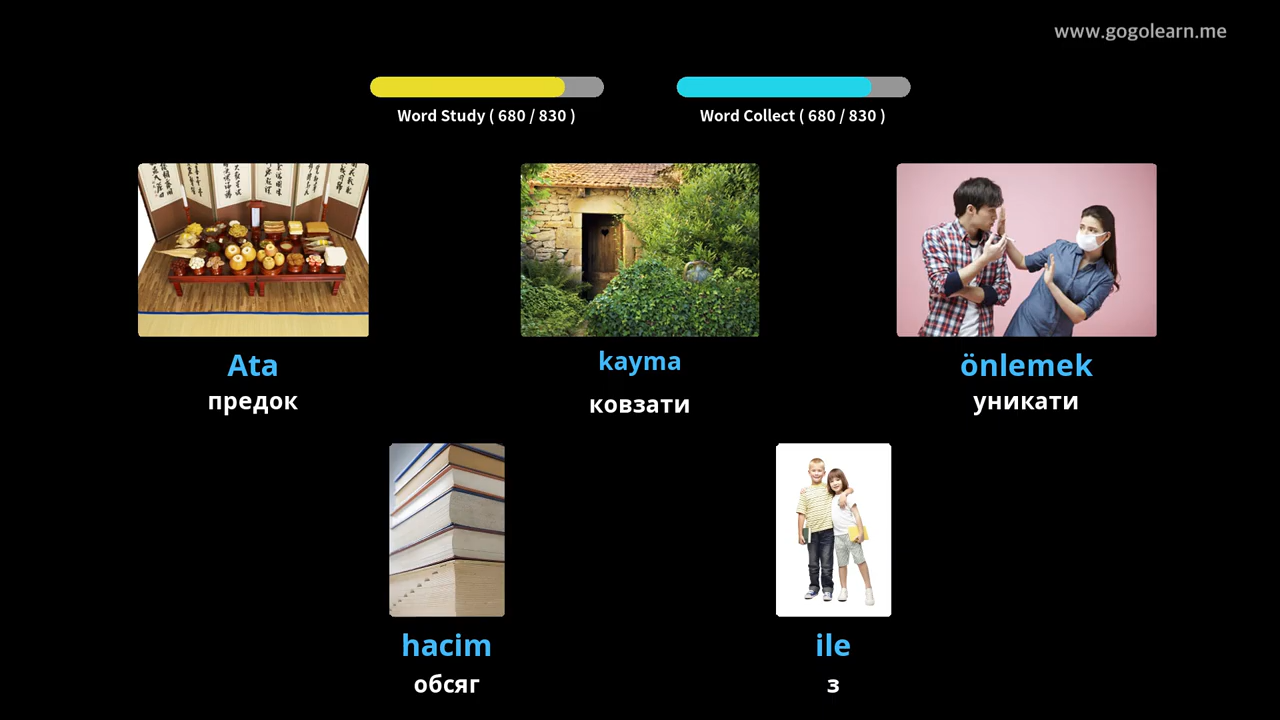 www.gogolearn.me
Word Study ( 680 / 830 )
Word Collect ( 680 / 830 )
Ata
предок
kayma
ковзати
önlemek
уникати
hacim
обсяг
ile
з